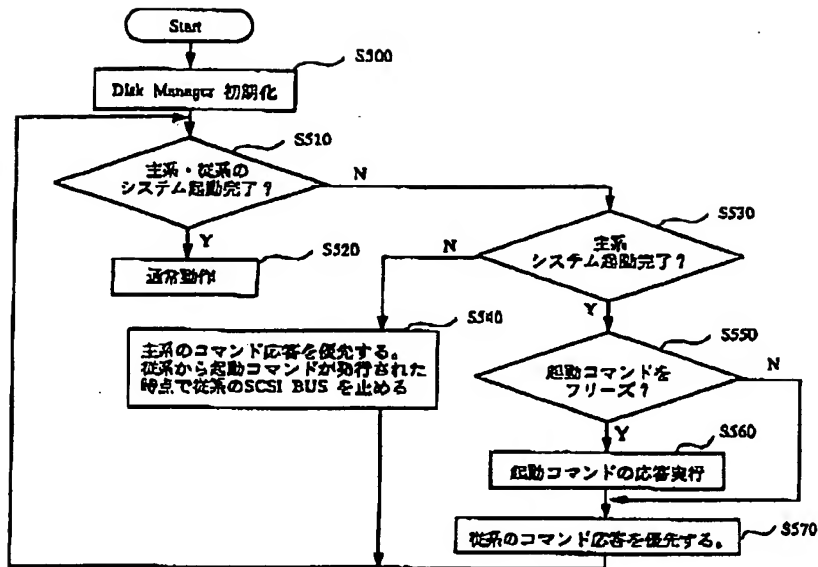 Start
S500
Disk Manager 初期化
S510
主系・従系の
システム起動完了?
N
Y
S520
通常動作
S530
主系
システム起動完了?
N
Y
S540
主系のコマンド応答を優先する。
従系から起動コマンドが発行された
時点で従系のSCSI BUS を止める
S550
起動コマンドを
フリーズ?
N
Y
S560
起動コマンドの応答実行
従系のコマンド応答を優先する。
S570